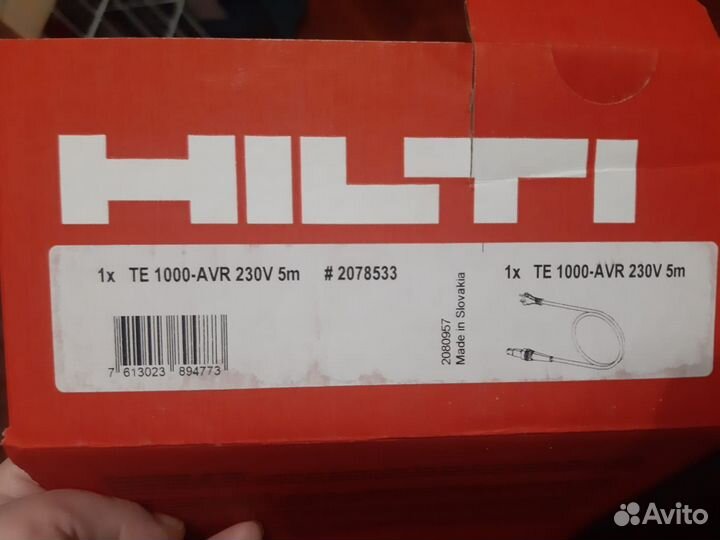 HILTI
1x TE 1000-AVR 230V 5m # 2078533
1x TE 1000-AVR 230V 5m
2080957
Made in Slovakia
7 613023 894773
Avito